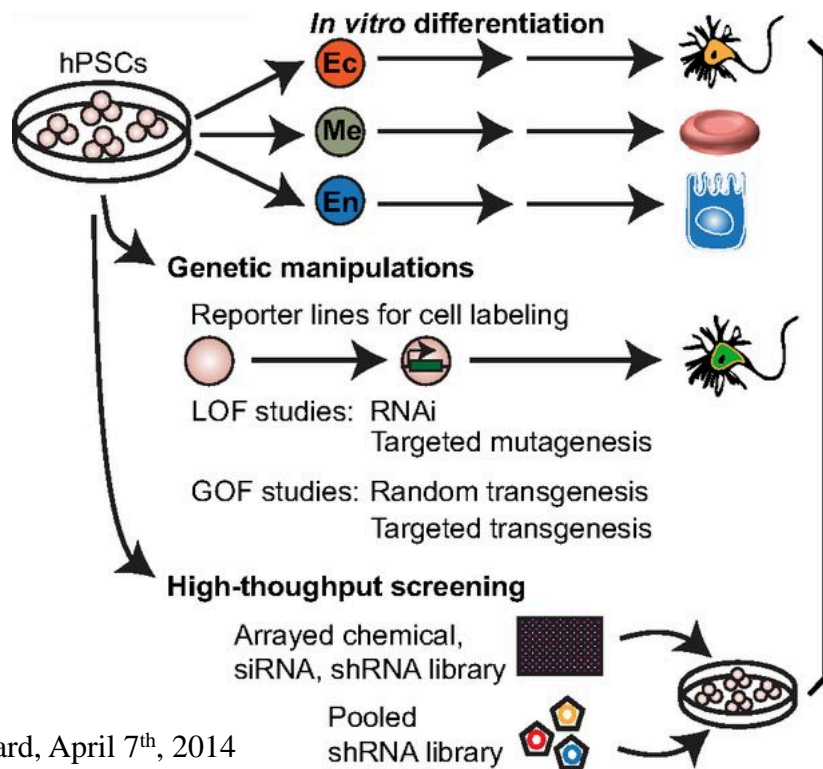 In vitro differentiation
hPSCs
Ec
Me
En
Genetic manipulations
Reporter lines for cell labeling
LOF studies: RNAi
Targeted mutagenesis
GOF studies: Random transgenesis
Targeted transgenesis
High-thoughput screening
Arrayed chemical,
siRNA, shRNA library
Pooled
shRNA library
ard, April 7th, 2014